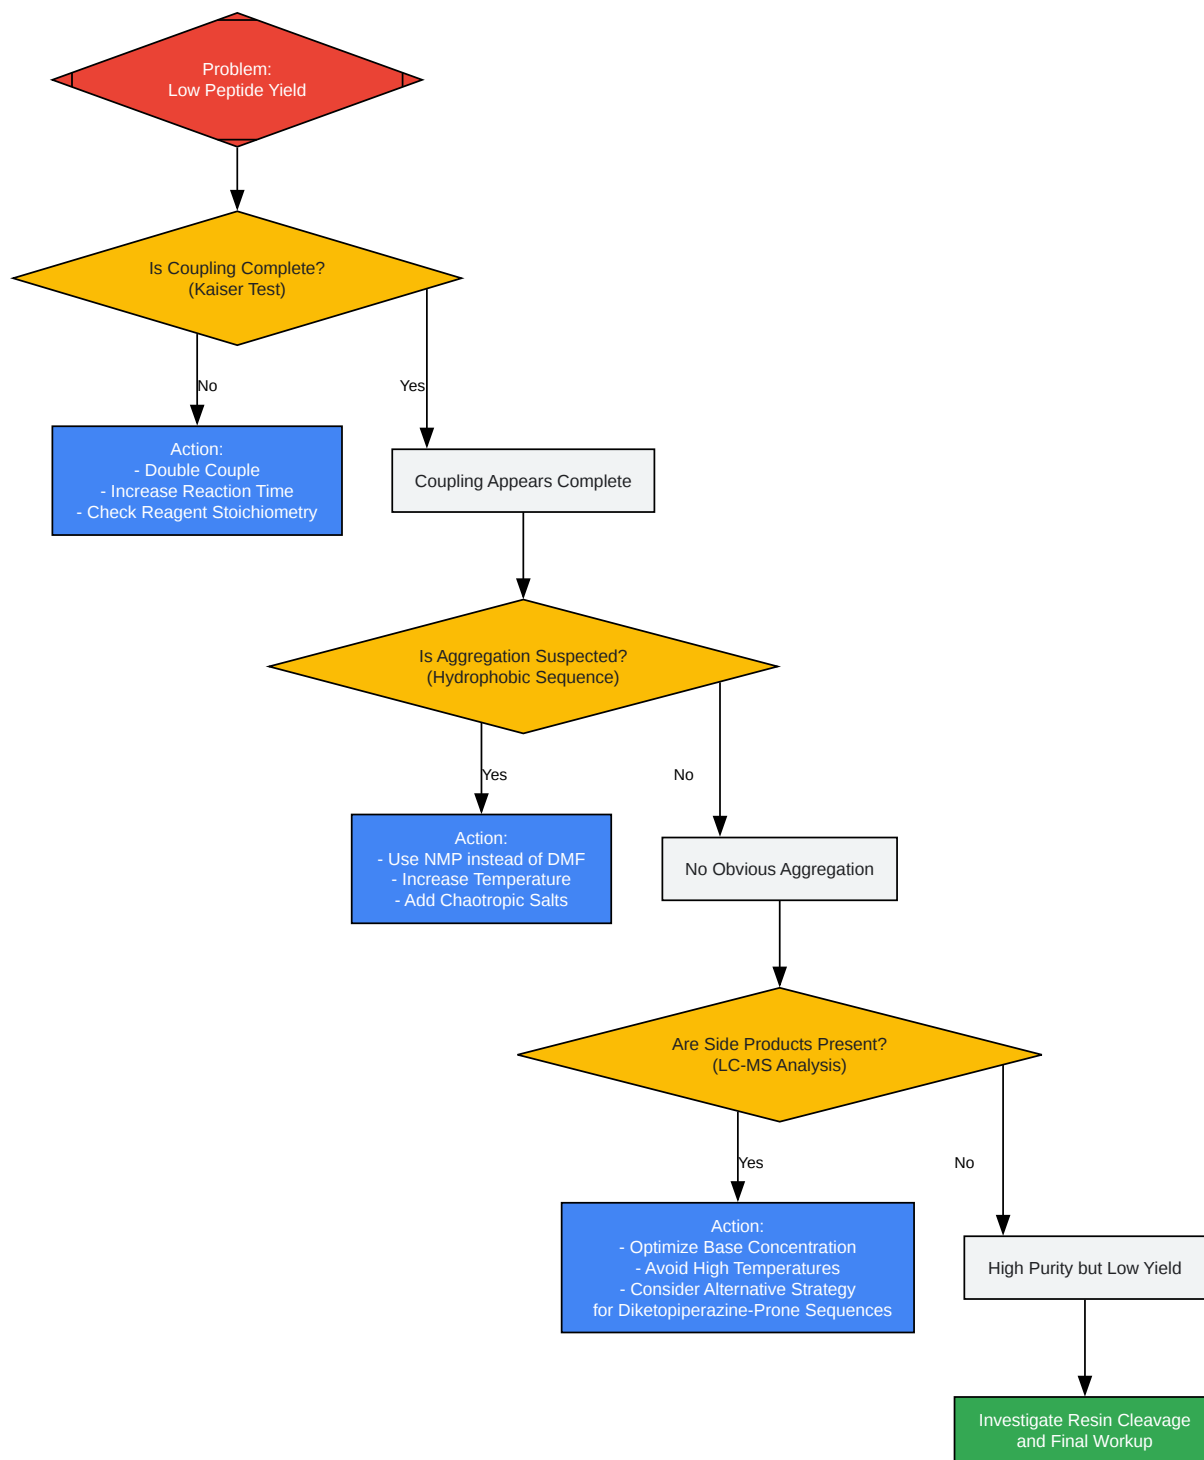 Problem:
Low Peptide Yield
Is Coupling Complete?
(Kaiser Test)
No
Yes
Action:
- Double Couple
- Increase Reaction Time
- Check Reagent Stoichiometry
Coupling Appears Complete
Is Aggregation Suspected?
(Hydrophobic Sequence)
Yes
No
Action:
- Use NMP instead of DMF
- Increase Temperature
- Add Chaotropic Salts
No Obvious Aggregation
Are Side Products Present?
(LC-MS Analysis)
Yes
No
Action:
- Optimize Base Concentration
- Avoid High Temperatures
- Consider Alternative Strategy
for Diketopiperazine-Prone Sequences
High Purity but Low Yield
Investigate Resin Cleavage
and Final Workup